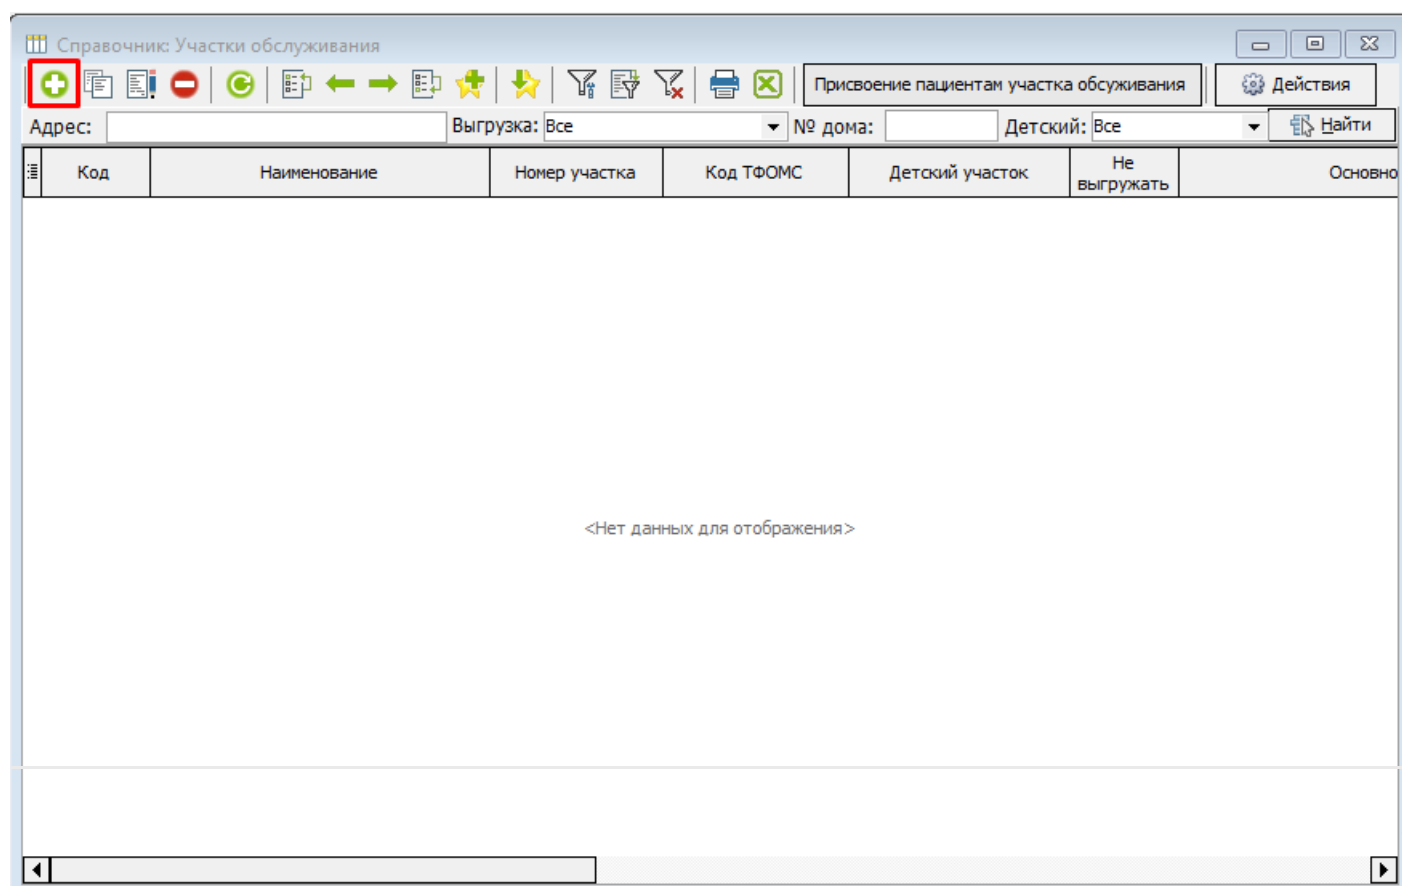 Справочник: Участки обслуживания
Присвоение пациентам участка обсуживания Действия
Адрес: Выгрузка: Все № дома: Детский: Все Найти
Код Наименование Номер участка Код ТФОМС Детский участок Не выгружать Основно
<Нет данных для отображения>